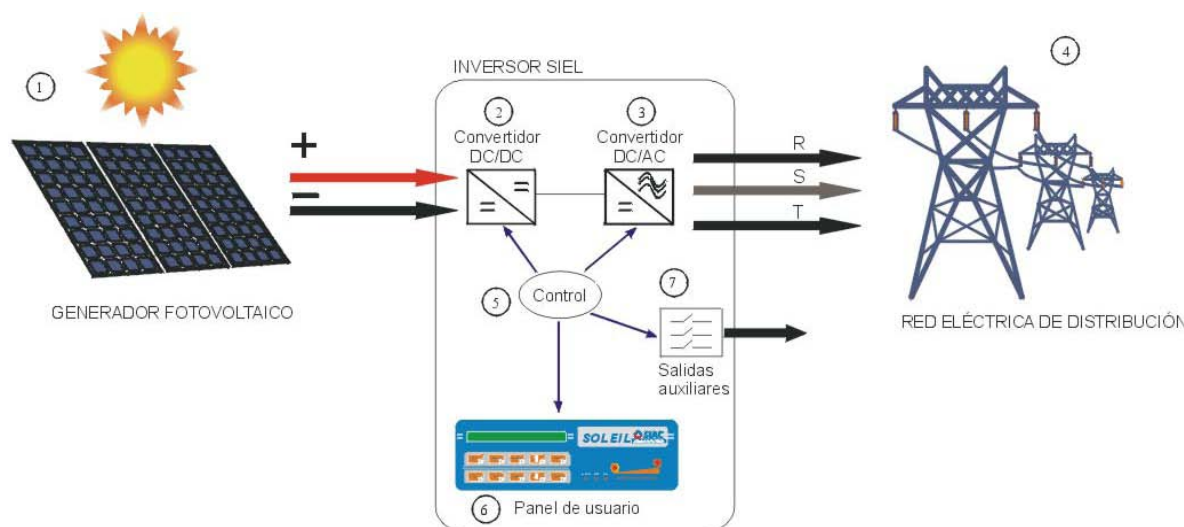 1
4
INVERSOR SIEL
2
3
Convertidor
DC/DC
Convertidor
DC/AC
+
−
R
S
T
GENERADOR FOTOVOLTAICO
5
Control
7
Salidas
auxiliares
RED ELÉCTRICA DE DISTRIBUCIÓN
SOLEIL
6
Panel de usuario